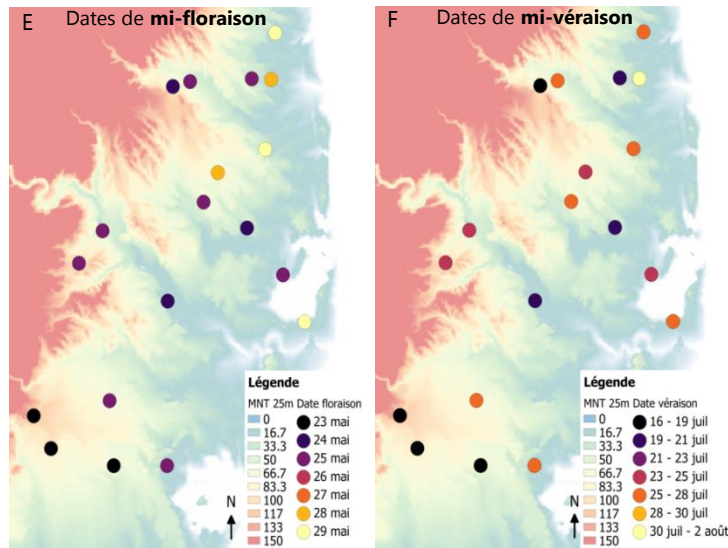 E Dates de mi-floraison
Légende
MNT 25m Date floraison
0 23 mai
16.7 24 mai
33.3 25 mai
50 26 mai
66.7 27 mai
83.3 28 mai
100 29 mai
117
133
150
N
F Dates de mi-véraison
Légende
MNT 25m Date véraison
0 16 - 19 juil
16.7 19 - 21 juil
33.3 21 - 23 juil
50 23 - 25 juil
66.7 25 - 28 juil
83.3 28 - 30 juil
100 30 juil - 2 août
117
133
150
N